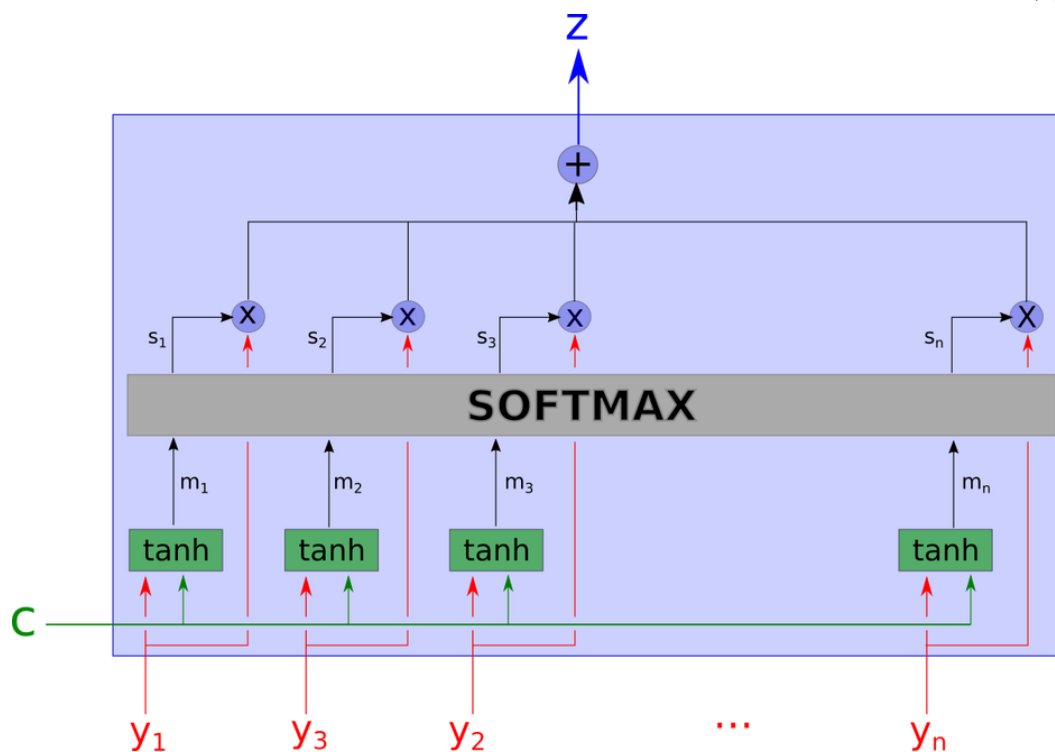 z
+
x x x x
s₁ s₂ s₃ sₙ
SOFTMAX
m₁ m₂ m₃ mₙ
tanh tanh tanh tanh
c
y₁ y₃ y₂ ... yₙ